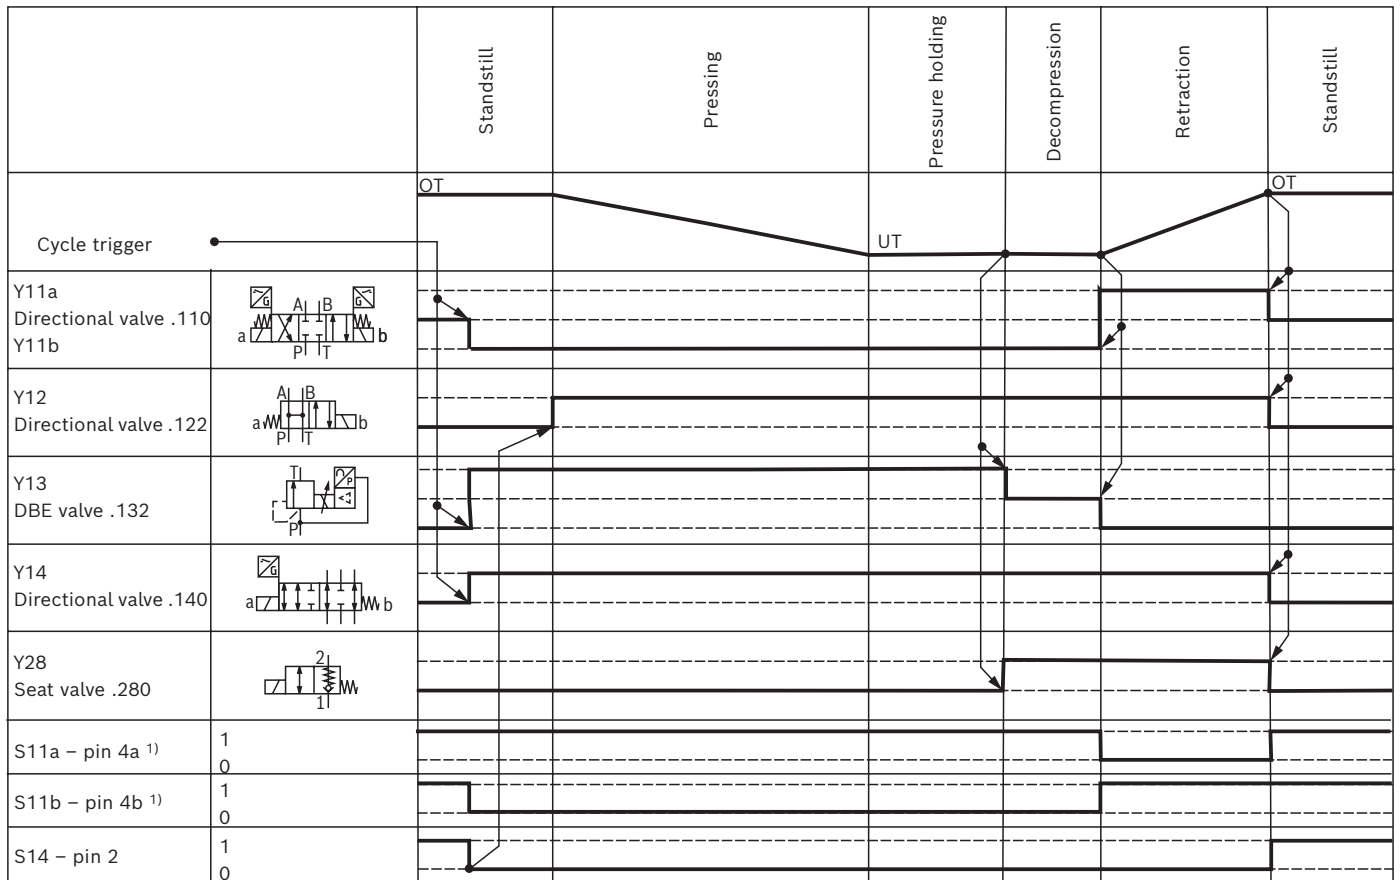 Standstill
Pressing
Pressure holding
Decompression
Retraction
Standstill
OT
OT
Cycle trigger
UT
Y11a
Directional valve .110
Y11b
A B
G G
a b
P T
Y12
Directional valve .122
A B
a b
P T
Y13
DBE valve .132
T
P
P
Y14
Directional valve .140
G
a b
Y28
Seat valve .280
2
1
S11a – pin 4a 1)
1
0
S11b – pin 4b 1)
1
0
S14 – pin 2
1
0